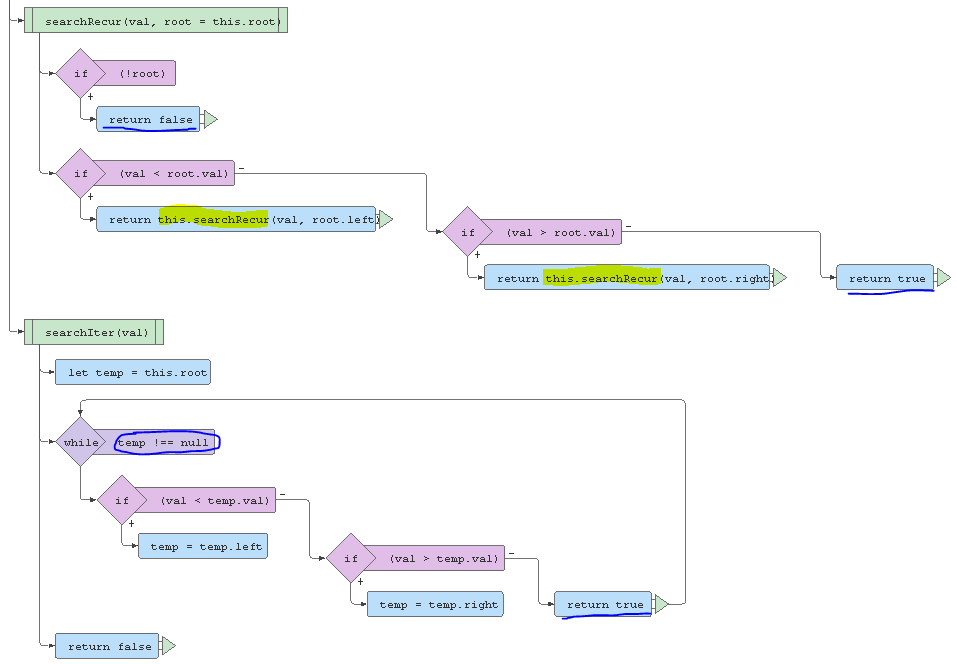 searchRecur(val, root = this.root)
if (!root)
+
return false
if (val < root.val) -
+
return this.searchRecur(val, root.left)
if (val > root.val) -
+
return this.searchRecur(val, root.right)
return true
searchIter(val)
let temp = this.root
while temp !== null
if (val < temp.val) -
+
temp = temp.left
if (val > temp.val) -
+
temp = temp.right
return true
return false